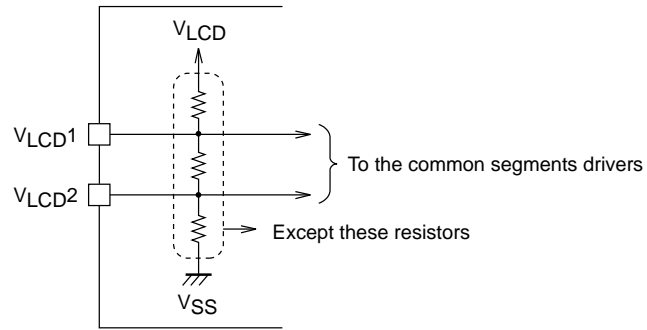 VLCD
VLCD1
To the common segments drivers
VLCD2
Except these resistors
VSS